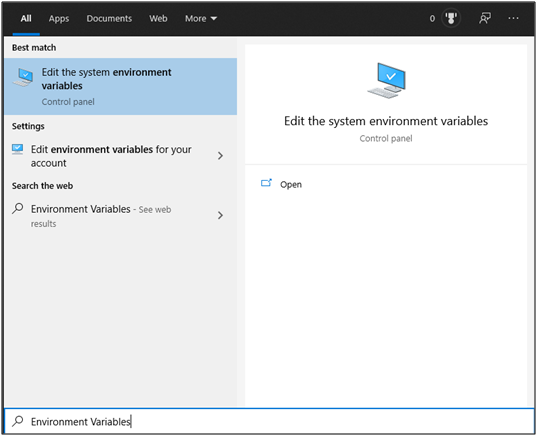 All Apps Documents Web More 0 ...
Best match
Edit the system environment
variables
Control panel
Settings
Edit environment variables for your
account
Search the web
Environment Variables - See web
results
Edit the system environment variables
Control panel
Open
Environment Variables